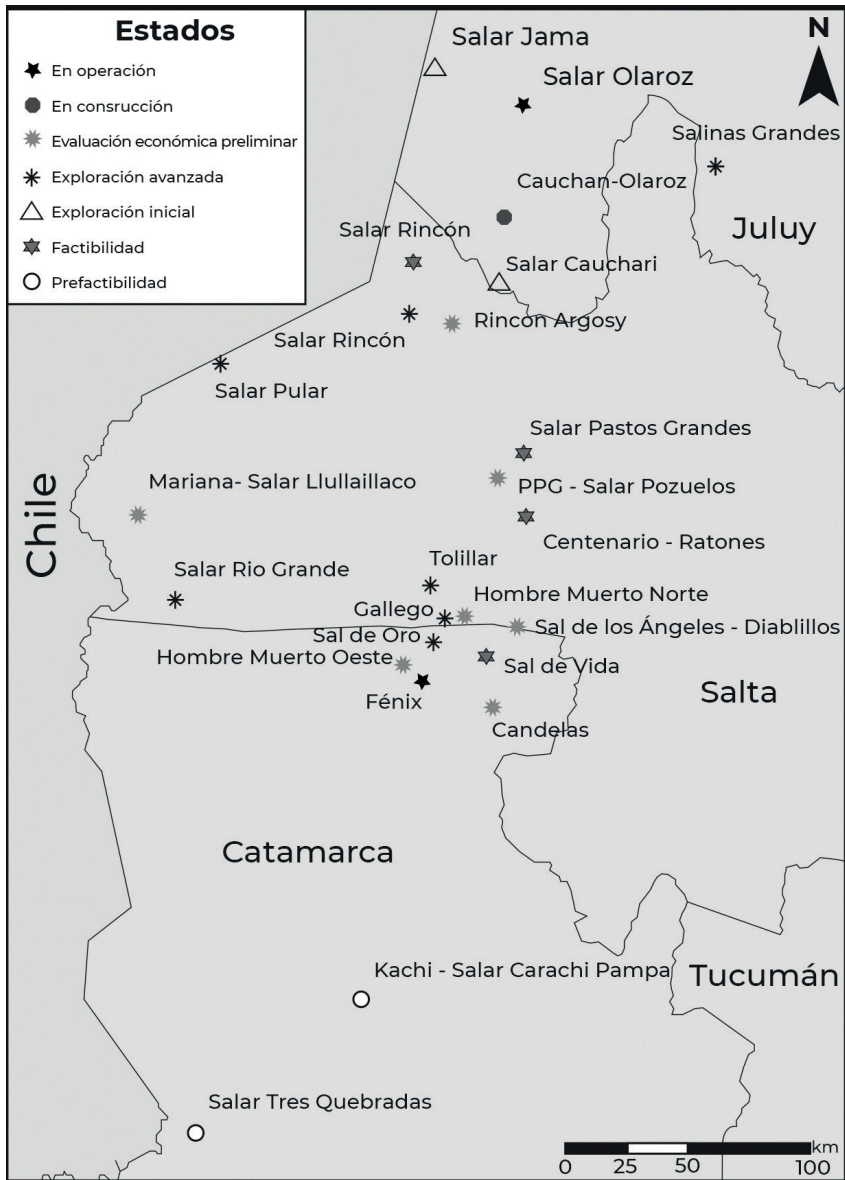 Estados
En operación
En consrucción
Evaluación económica preliminar
Exploración avanzada
Exploración inicial
Factibilidad
Prefactibilidad
N
Salar Jama
Salar Olaroz
Salinas Grandes
Cauchan-Olaroz
Juluy
Salar Rincón
Salar Cauchari
Rincon Argosy
Salar Rincón
Salar Pular
Salar Pastos Grandes
Mariana- Salar Llullaillaco
PPG - Salar Pozuelos
Chile
Centenario - Ratones
Tolillar
Salar Rio Grande
Hombre Muerto Norte
Gallego
Sal de los Ángeles - Diablillos
Sal de Oro
Hombre Muerto Oeste
Sal de Vida
Salta
Fénix
Candelas
Catamarca
Kachi - Salar Carachi Pampa
Tucumán
Salar Tres Quebradas
km
0 25 50 100